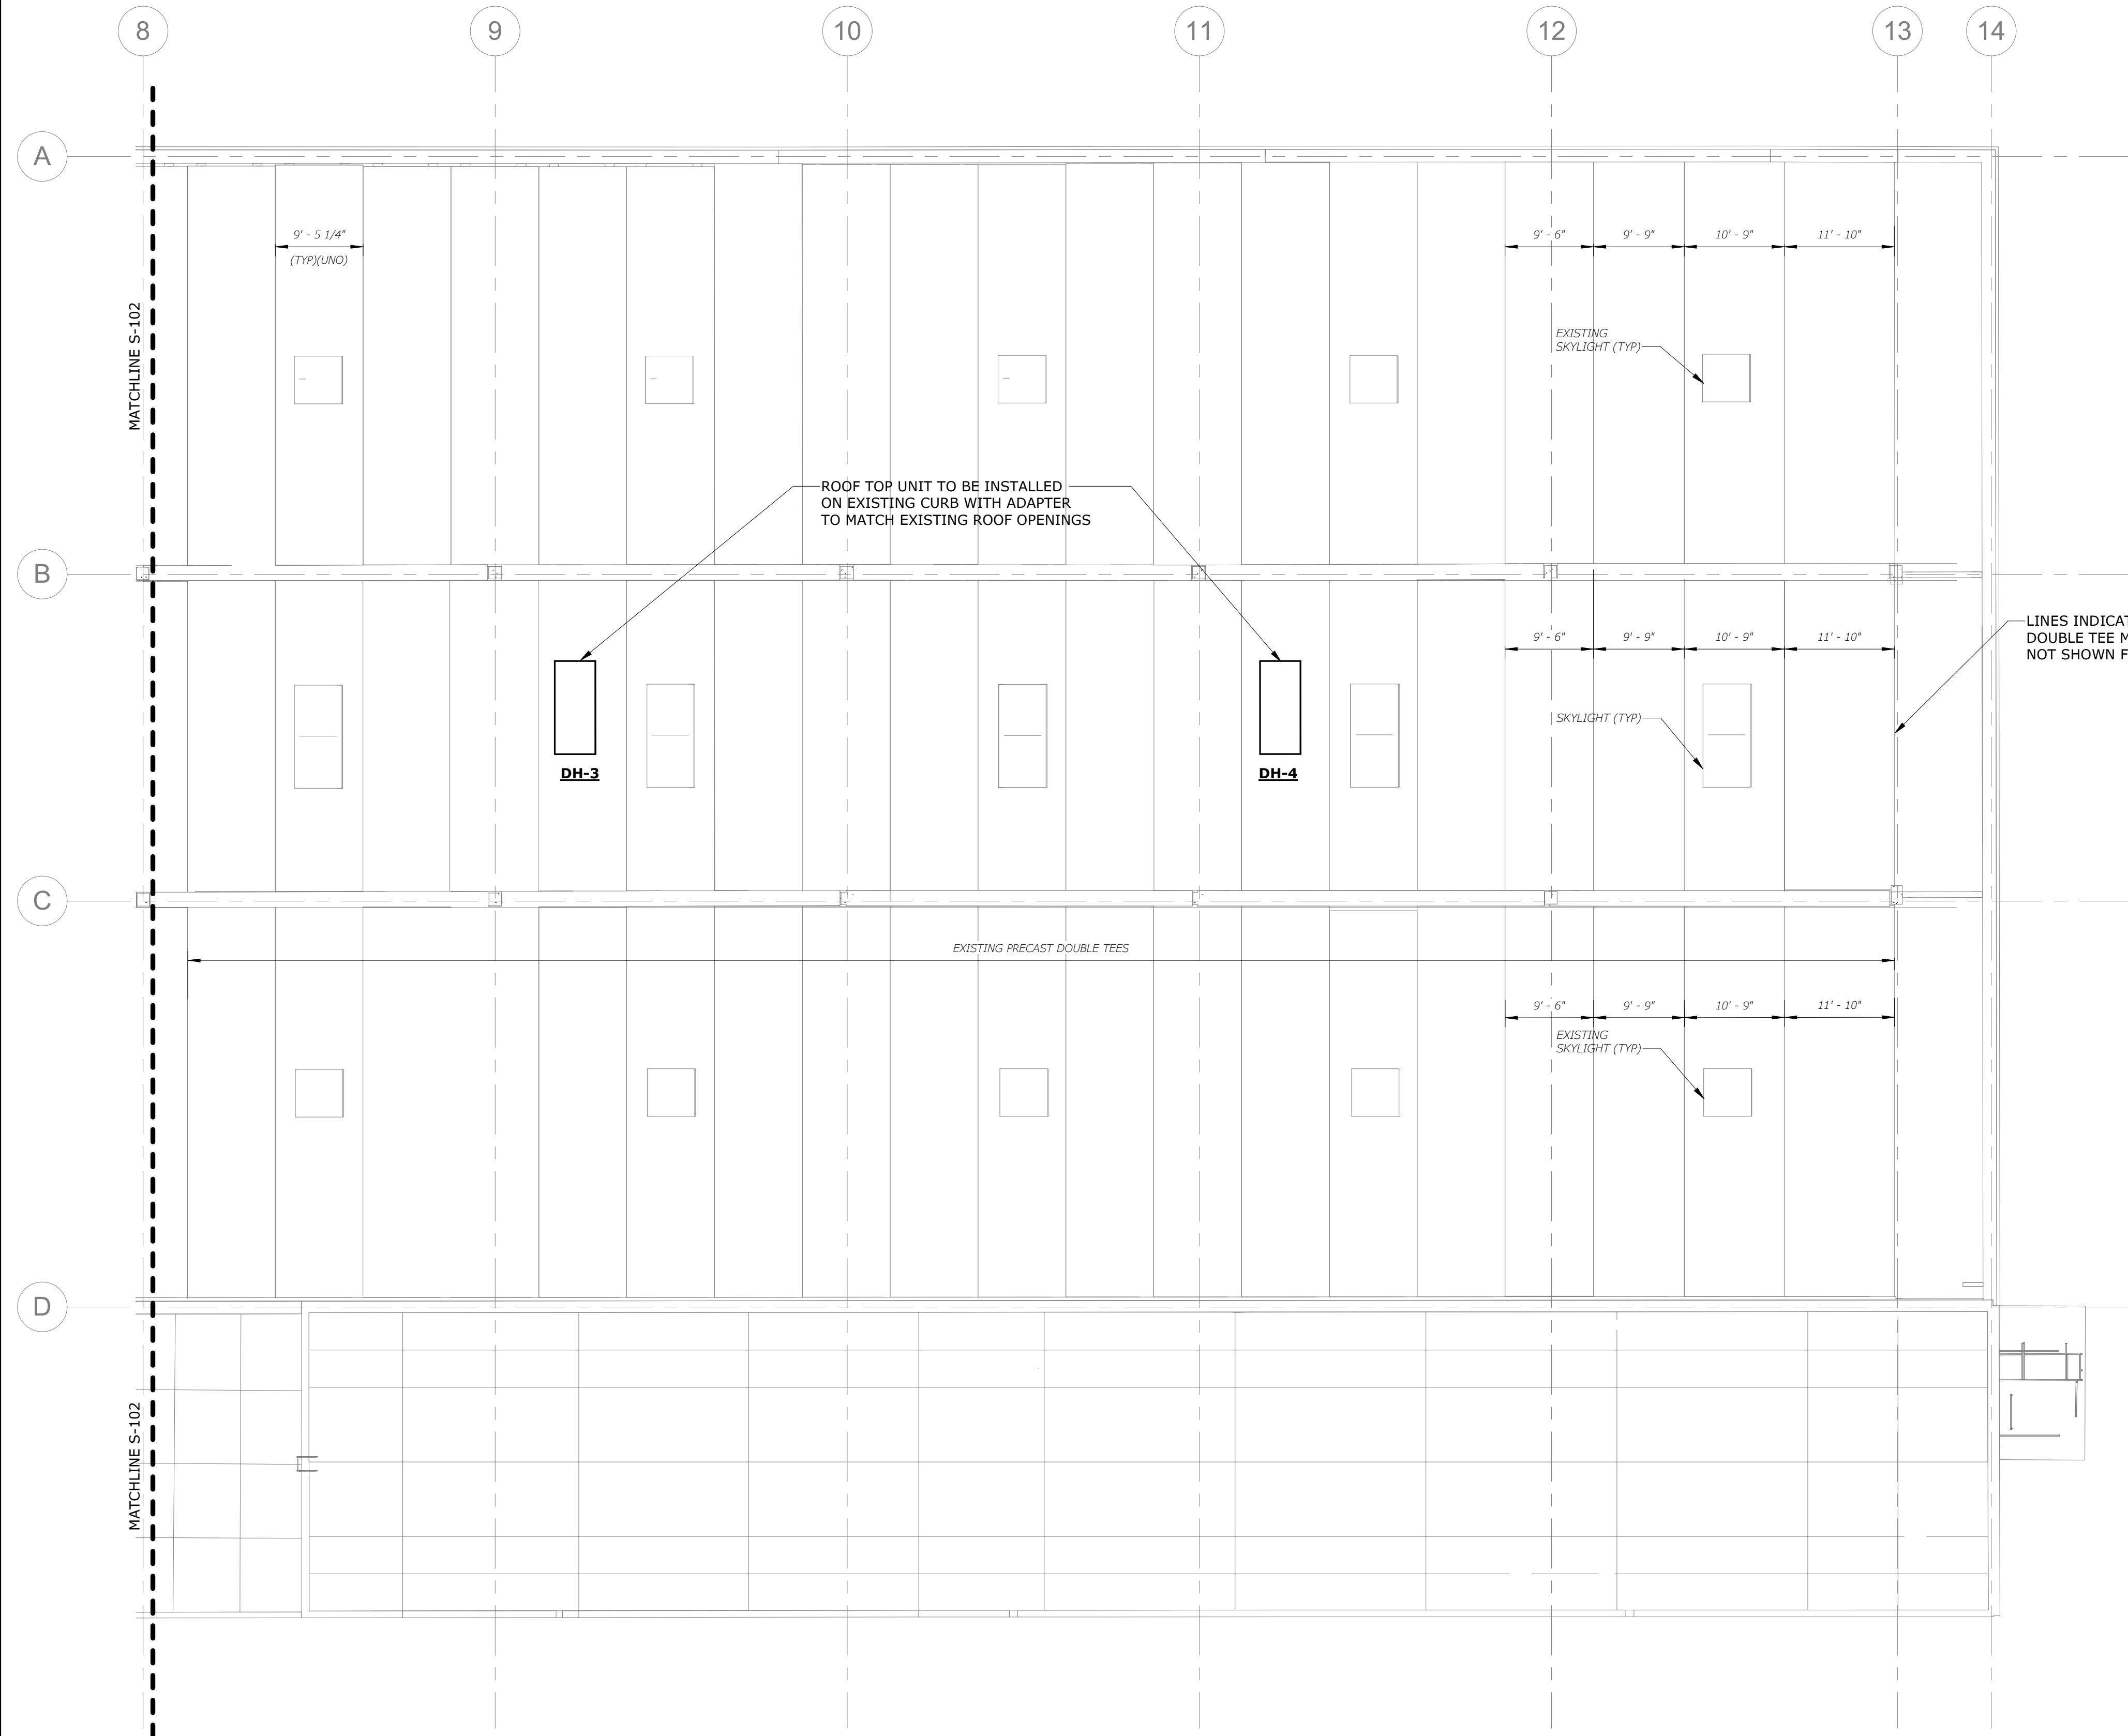 8
9
10
11
12
13
14
A
9' - 5 1/4"
(TYP)(UNO)
9' - 6"
9' - 9"
10' - 9"
11' - 10"
MATCHLINE S-102
EXISTING
SKYLIGHT (TYP)
ROOF TOP UNIT TO BE INSTALLED
ON EXISTING CURB WITH ADAPTER
TO MATCH EXISTING ROOF OPENINGS
B
LINES INDICAT
DOUBLE TEE M
NOT SHOWN F
9' - 6"
9' - 9"
10' - 9"
11' - 10"
SKYLIGHT (TYP)
DH-3
DH-4
C
EXISTING PRECAST DOUBLE TEES
9' - 6"
9' - 9"
10' - 9"
11' - 10"
EXISTING
SKYLIGHT (TYP)
D
MATCHLINE S-102